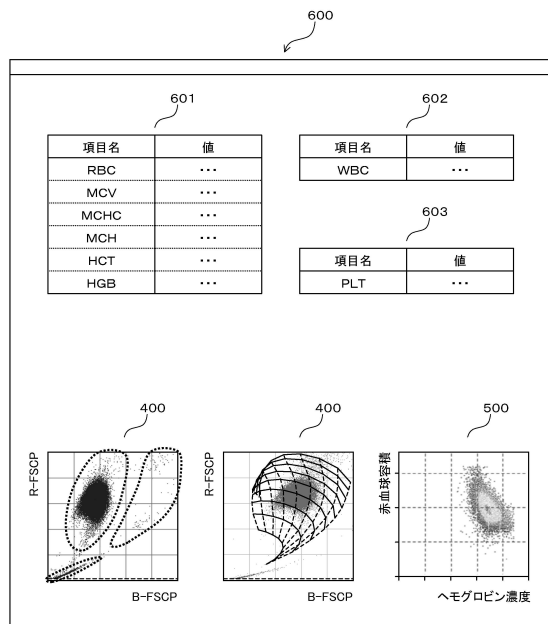 600
601
602
項目名 値
RBC ・・・
MCV ・・・
MCHC ・・・
MCH ・・・
HCT ・・・
HGB ・・・
項目名 値
WBC ・・・
603
項目名 値
PLT ・・・
400
400
500
R-FSCP
B-FSCP
R-FSCP
B-FSCP
赤血球容積
ヘモグロビン濃度